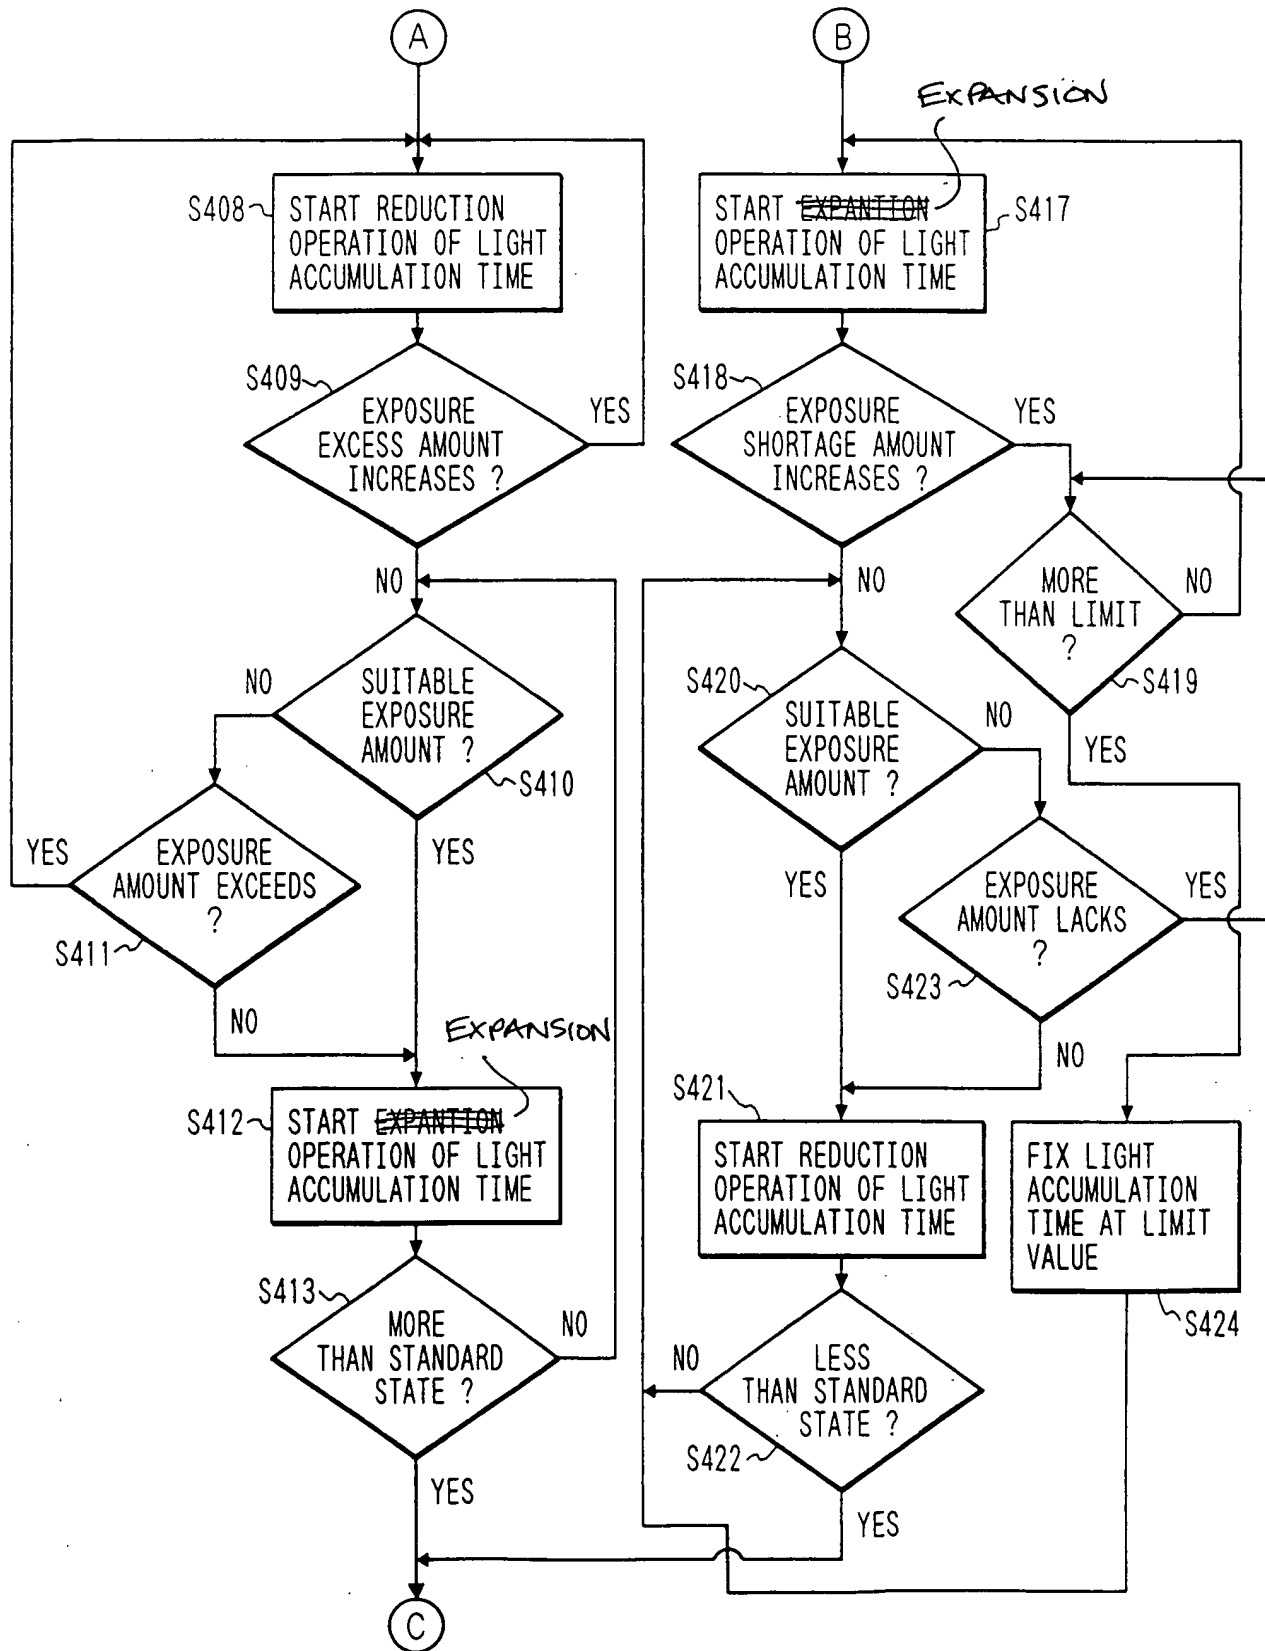 A
S408
START REDUCTION
OPERATION OF LIGHT
ACCUMULATION TIME
S409
EXPOSURE
EXCESS AMOUNT
INCREASES ?
YES
NO
SUITABLE
EXPOSURE
AMOUNT ?
S410
NO
YES
EXPOSURE
AMOUNT EXCEEDS
?
S411
YES
NO
EXPANSION
S412
START EXPANTION
OPERATION OF LIGHT
ACCUMULATION TIME
S413
MORE
THAN STANDARD
STATE ?
NO
YES
C
B
EXPANSION
START EXPANTION
OPERATION OF LIGHT
ACCUMULATION TIME
S417
S418
EXPOSURE
SHORTAGE AMOUNT
INCREASES ?
YES
NO
MORE
THAN LIMIT
?
S419
NO
YES
S420
SUITABLE
EXPOSURE
AMOUNT ?
NO
YES
EXPOSURE
AMOUNT LACKS
?
S423
YES
NO
S421
START REDUCTION
OPERATION OF LIGHT
ACCUMULATION TIME
LESS
THAN STANDARD
STATE ?
S422
NO
YES
FIX LIGHT
ACCUMULATION
TIME AT LIMIT
VALUE
S424